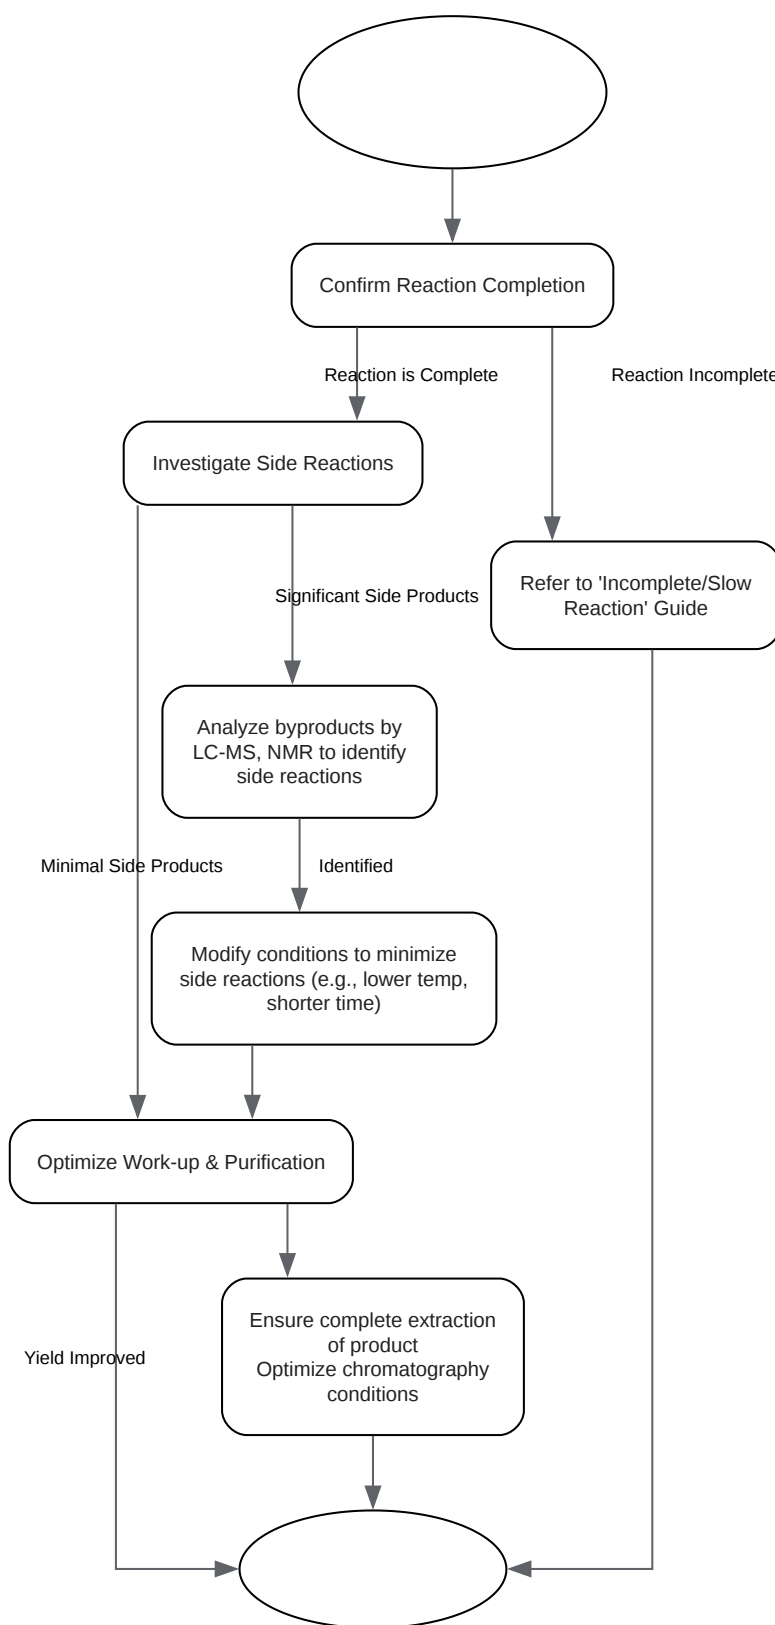 Confirm Reaction Completion
Reaction is Complete
Reaction Incomplete
Investigate Side Reactions
Refer to 'Incomplete/Slow
Reaction' Guide
Significant Side Products
Analyze byproducts by
LC-MS, NMR to identify
side reactions
Minimal Side Products
Identified
Modify conditions to minimize
side reactions (e.g., lower temp,
shorter time)
Optimize Work-up & Purification
Ensure complete extraction
of product
Optimize chromatography
conditions
Yield Improved